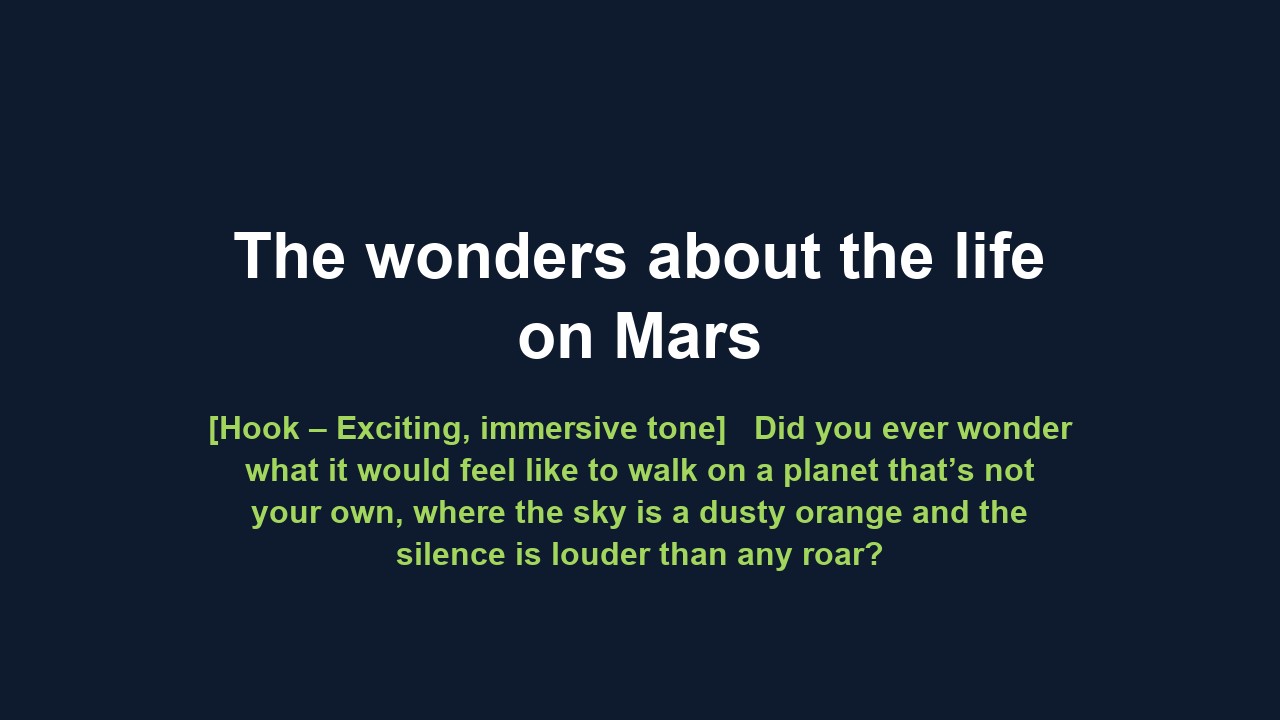 The wonders about the life
on Mars
[Hook – Exciting, immersive tone]   Did you ever wonder
what it would feel like to walk on a planet that’s not
your own, where the sky is a dusty orange and the
silence is louder than any roar?